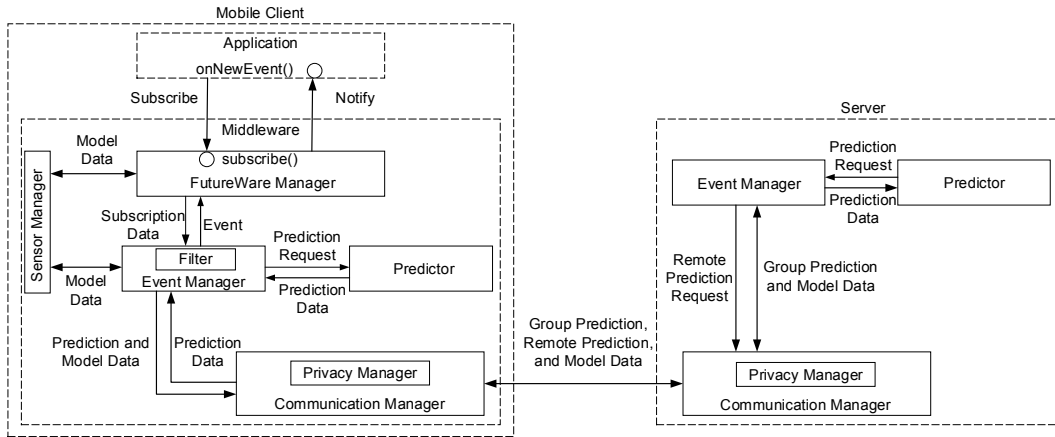 Mobile Client
Application
onNewEvent()
Subscribe
Notify
Middleware
Model
Data
subscribe()
FutureWare Manager
Sensor Manager
Subscription
Data
Event
Model
Data
Filter
Event Manager
Prediction
Request
Prediction
Data
Predictor
Prediction and
Model Data
Prediction
Data
Privacy Manager
Communication Manager
Group Prediction,
Remote Prediction,
and Model Data
Server
Event Manager
Prediction
Request
Prediction
Data
Predictor
Remote
Prediction
Request
Group Prediction
and Model Data
Privacy Manager
Communication Manager